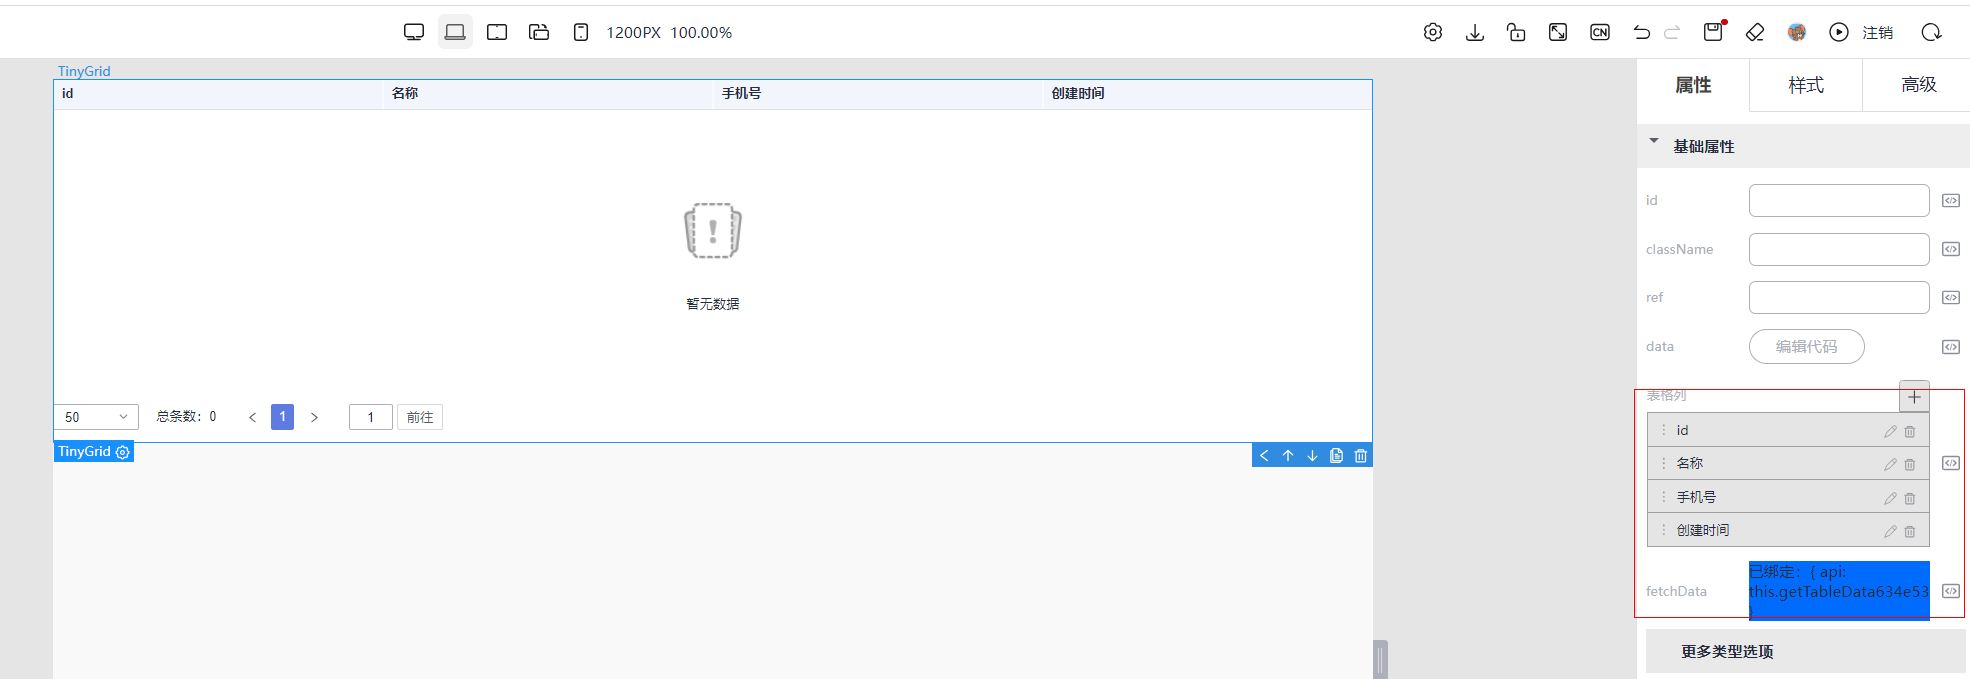 1200PX 100.00%
CN
注销
TinyGrid
id 名称 手机号 创建时间
暂无数据
50 总条数：0 1 1 前往
TinyGrid
属性 样式 高级
基础属性
id
className
ref
data 编辑代码
表格列
id
名称
手机号
创建时间
fetchData
已绑定：{ api:
this.getTableData634e53
}
更多类型选项